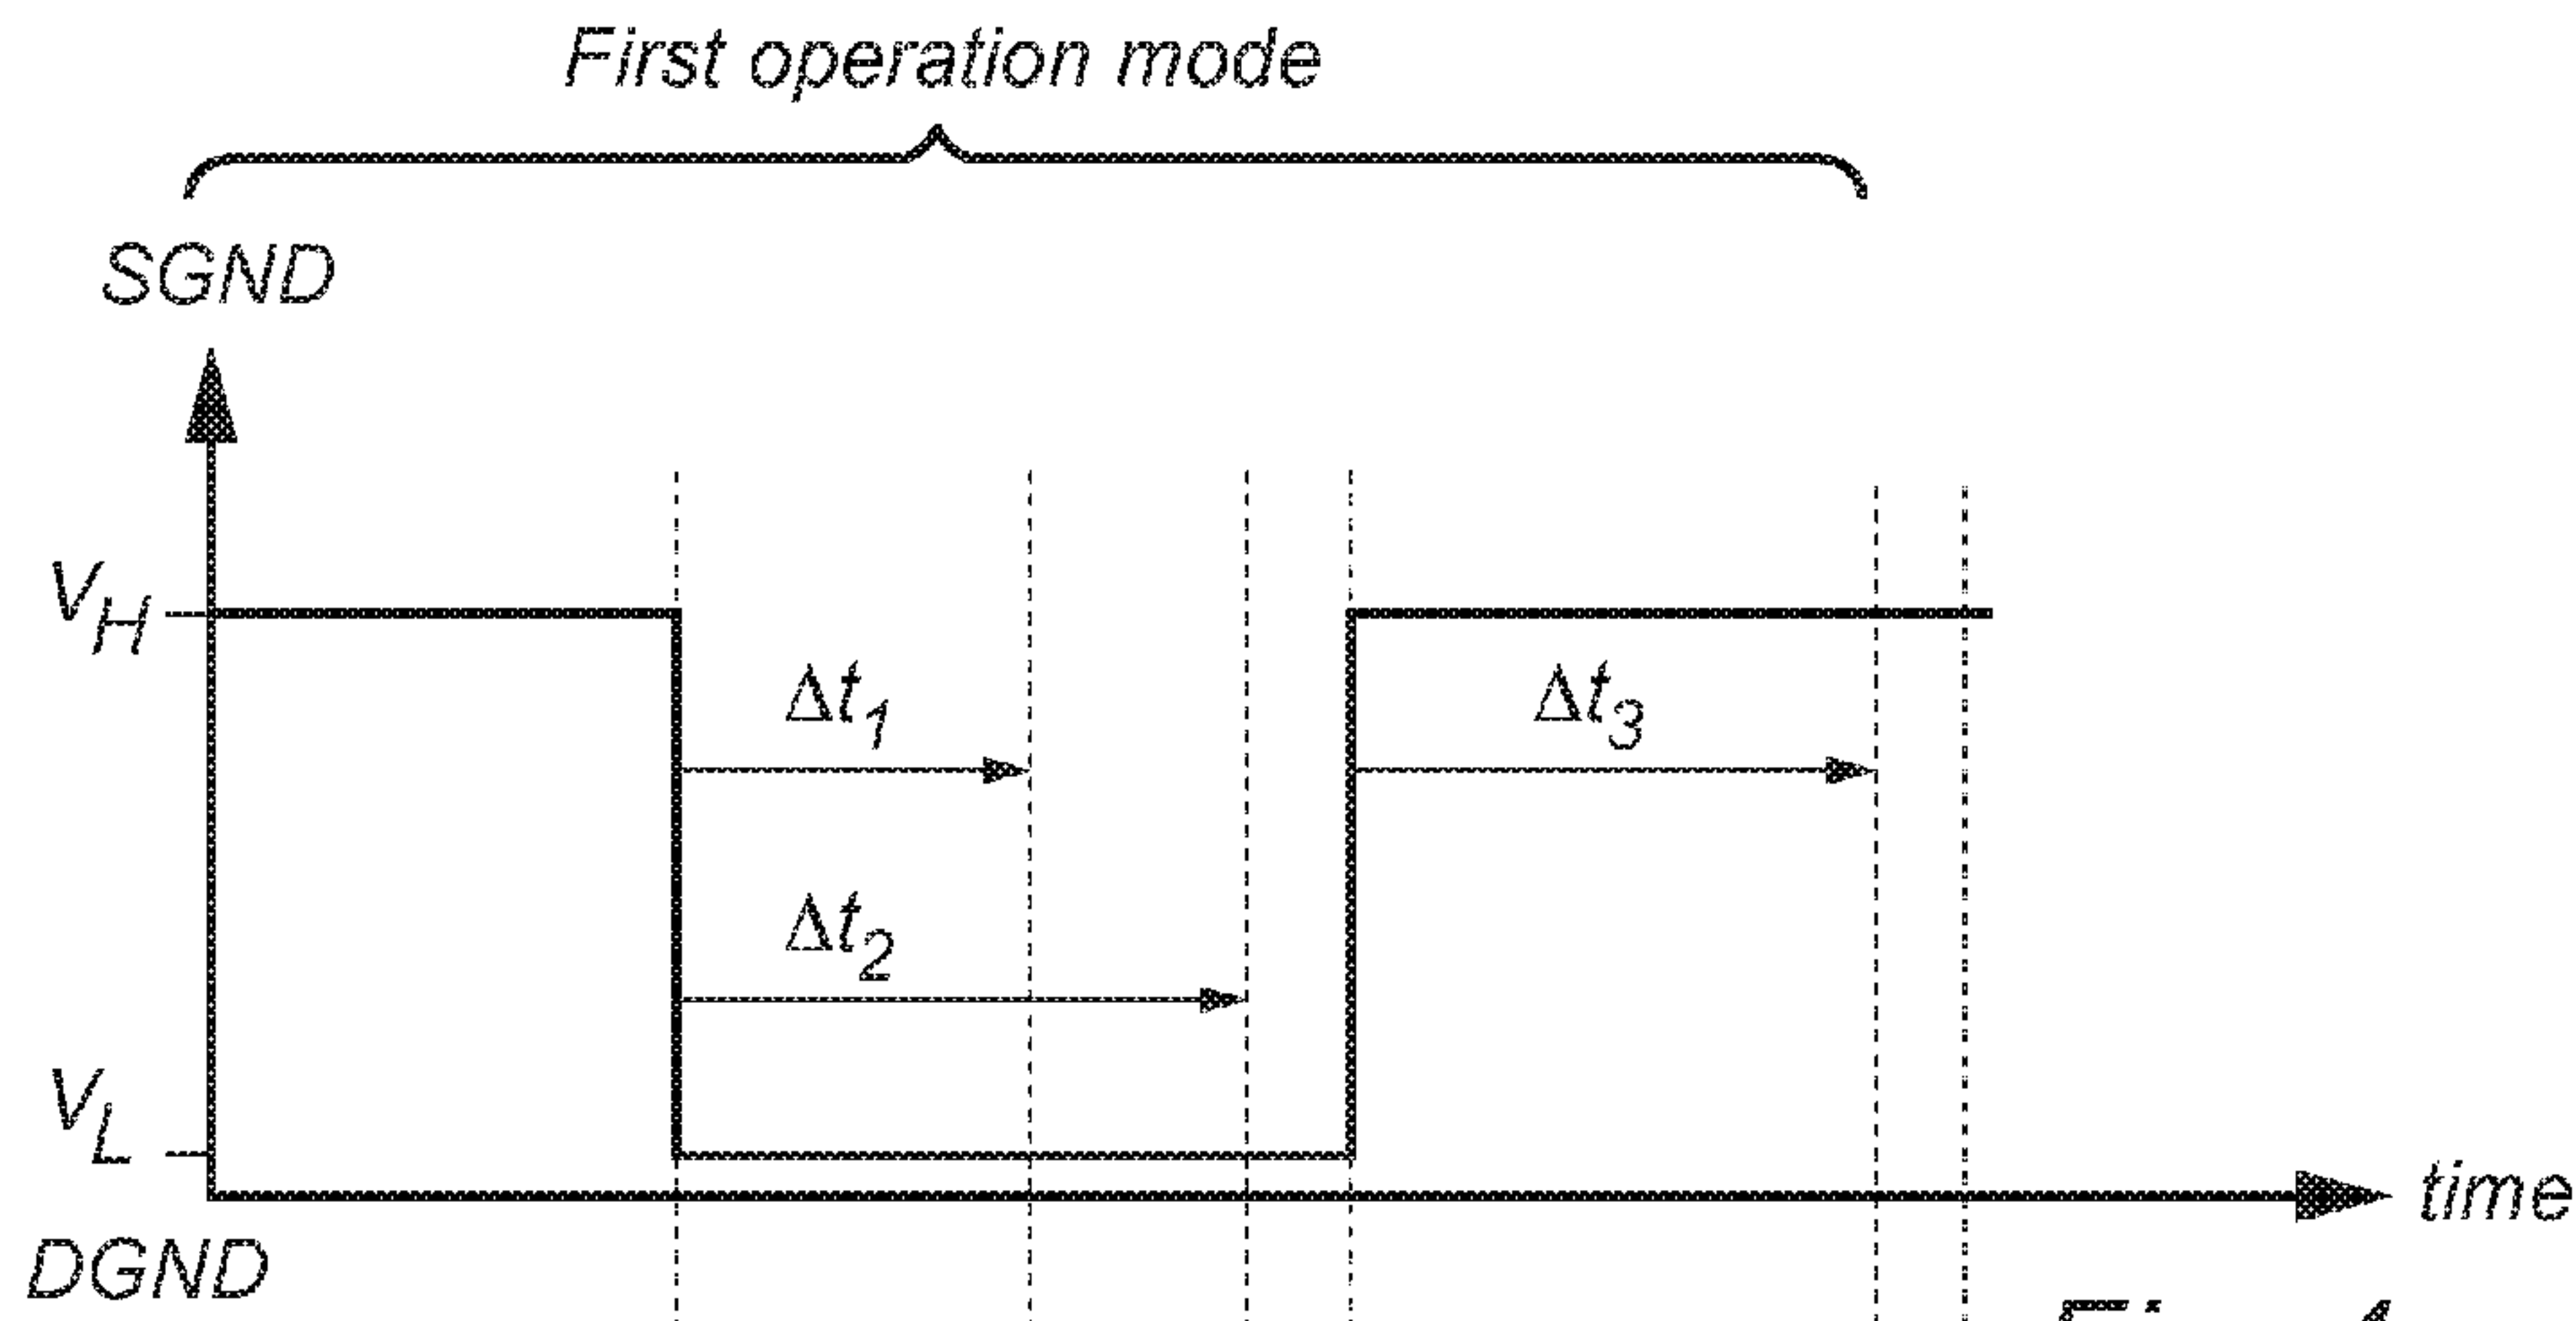 First operation mode
SGND
V_H
Δt_1
Δt_3
Δt_2
V_L
time
DGND